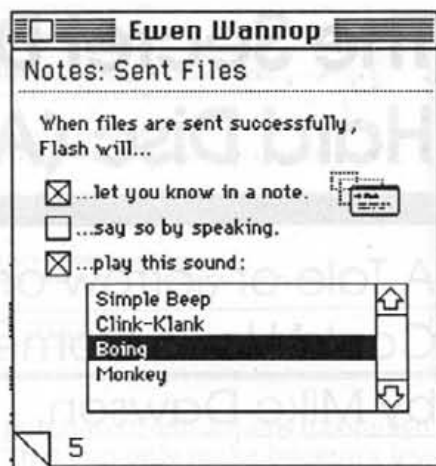 Ewen Wannop
Notes: Sent Files
When files are sent successfully,
Flash will...
...let you know in a note.
...say so by speaking.
...play this sound:
Simple Beep
Clink-Klank
Boing
Monkey
5